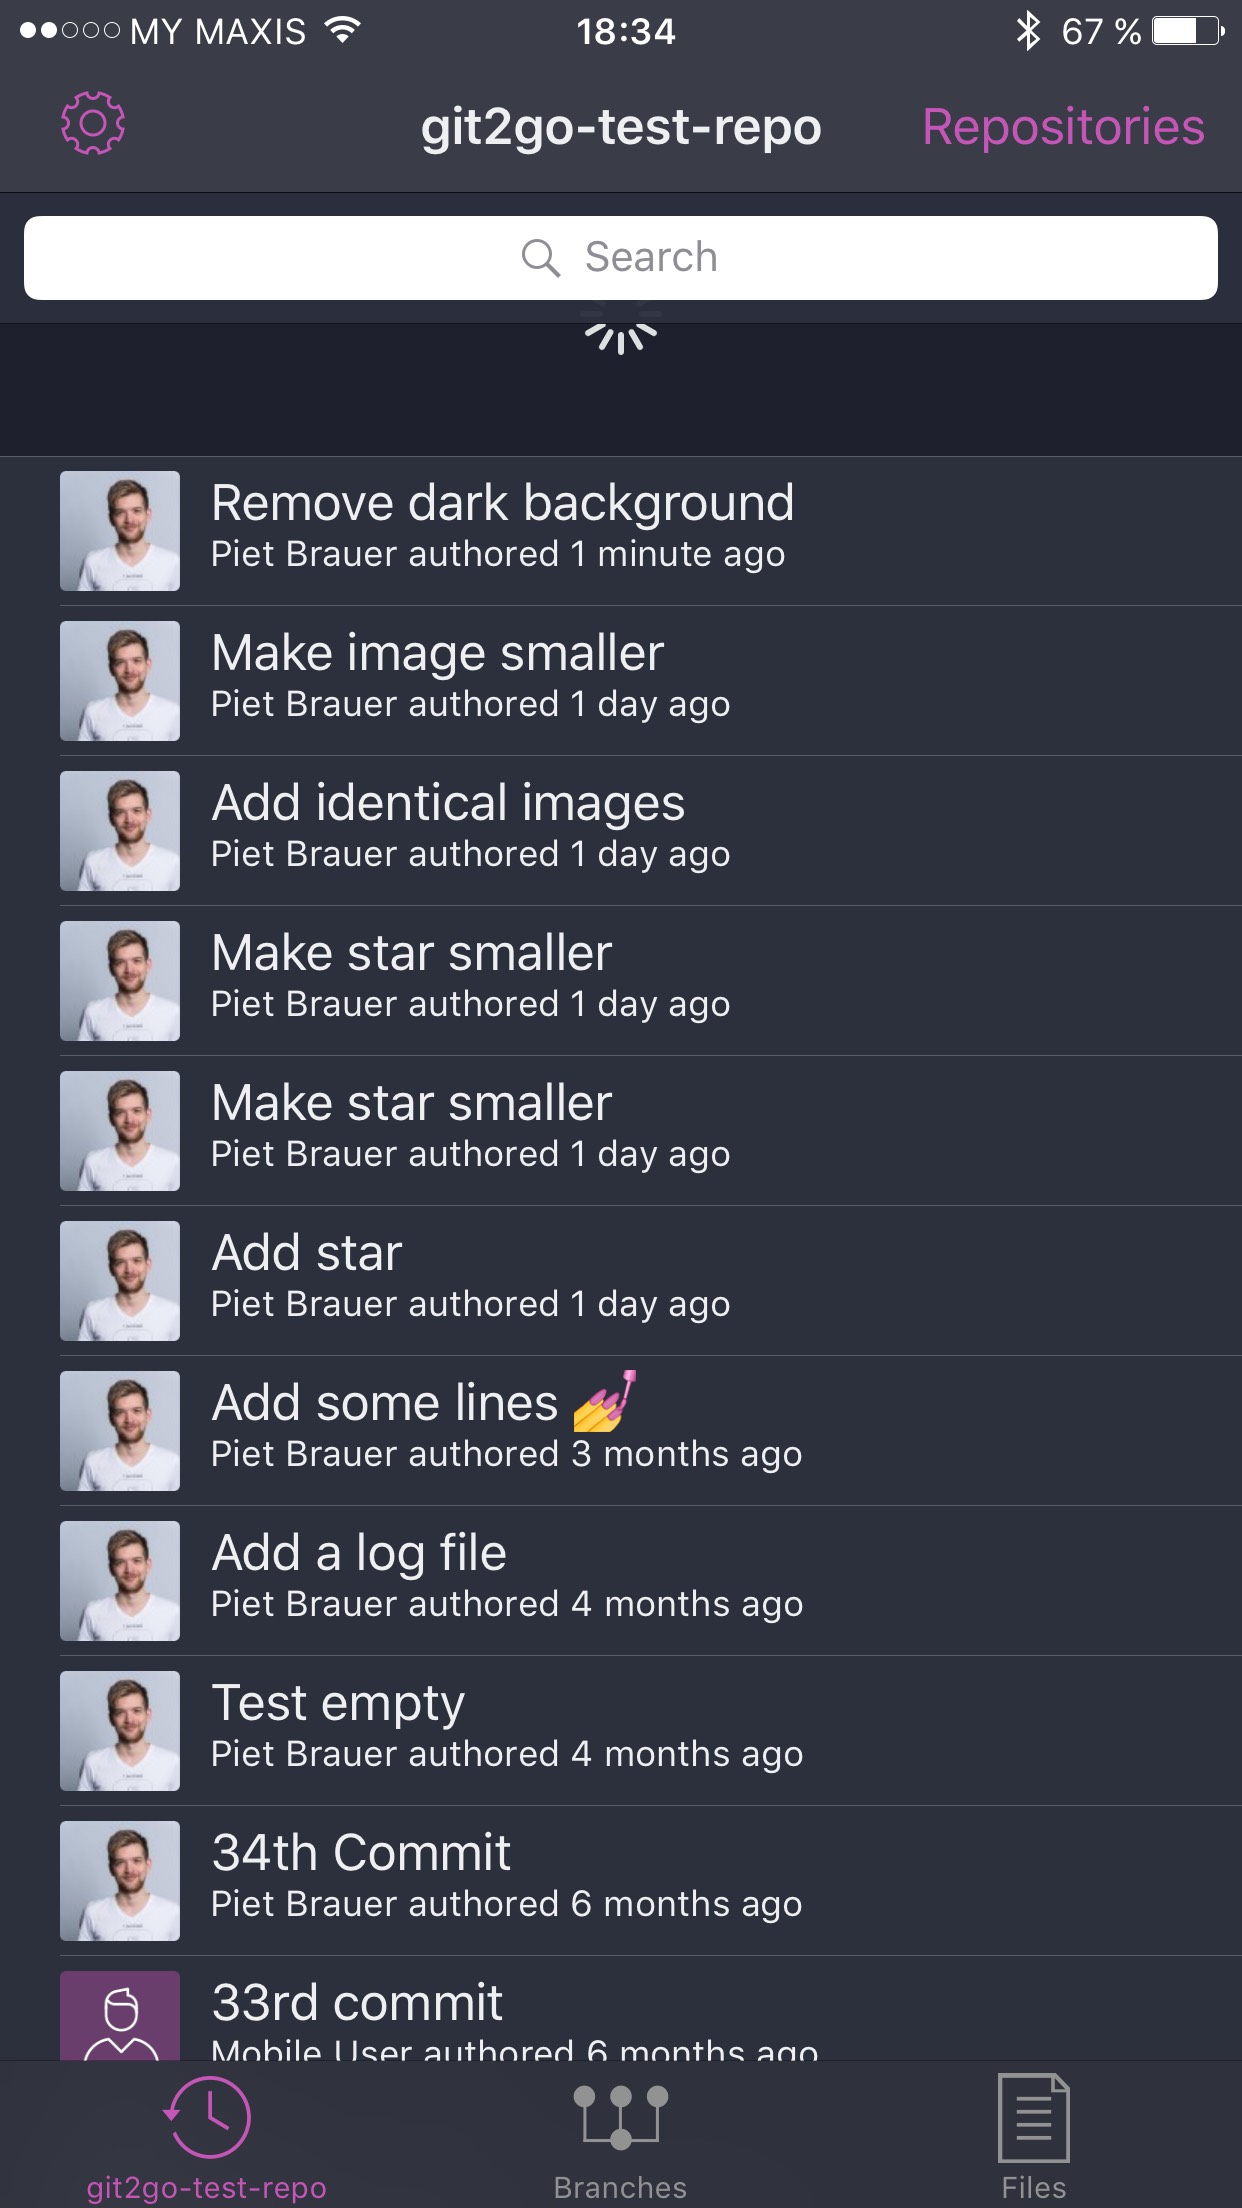 MY MAXIS 18:34 67 %
git2go-test-repo Repositories
Search
Remove dark background
Piet Brauer authored 1 minute ago
Make image smaller
Piet Brauer authored 1 day ago
Add identical images
Piet Brauer authored 1 day ago
Make star smaller
Piet Brauer authored 1 day ago
Make star smaller
Piet Brauer authored 1 day ago
Add star
Piet Brauer authored 1 day ago
Add some lines 💅
Piet Brauer authored 3 months ago
Add a log file
Piet Brauer authored 4 months ago
Test empty
Piet Brauer authored 4 months ago
34th Commit
Piet Brauer authored 6 months ago
33rd commit
Mobile User authored 6 months ago
git2go-test-repo Branches Files